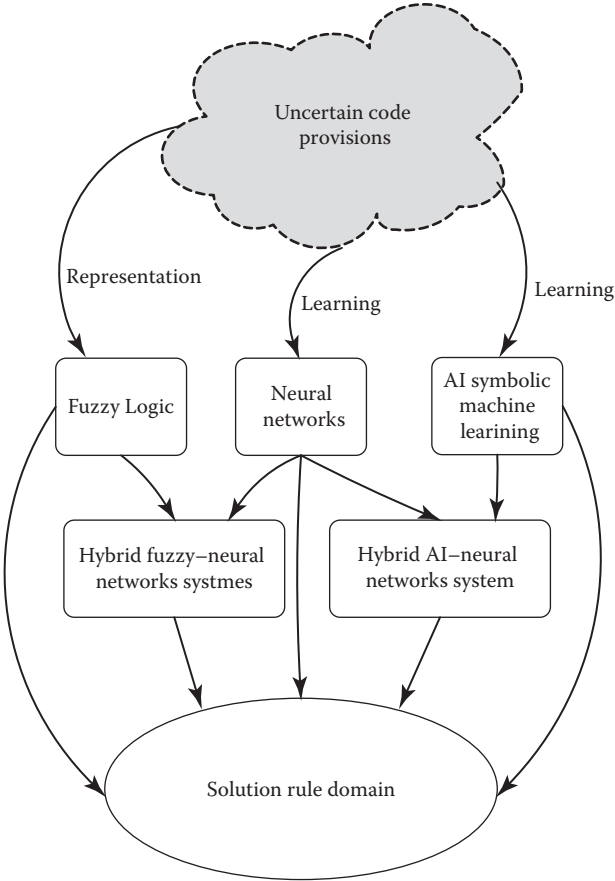 Uncertain code
provisions
Representation
Learning
Learning
Fuzzy Logic
Neural
networks
AI symbolic
machine
learining
Hybrid fuzzy–neural
networks systmes
Hybrid AI–neural
networks system
Solution rule domain